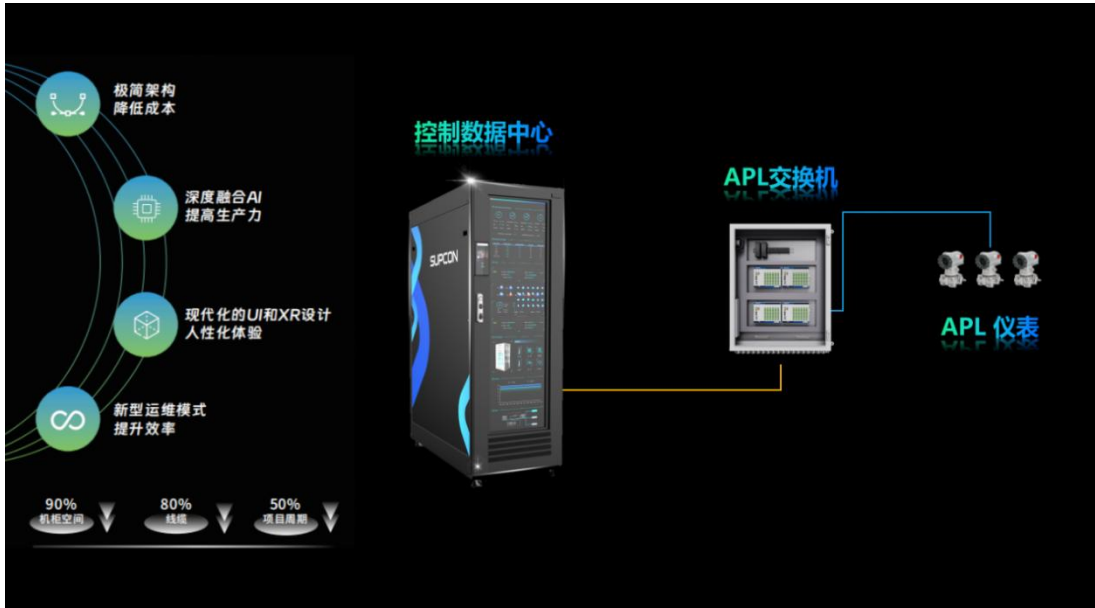 极简架构
降低成本
深度融合AI
提高生产力
现代化的UI和XR设计
人性化体验
新型运维模式
提升效率
90%
机柜空间
80%
线缆
50%
项目周期
控制数据中心
SUPCON
APL交换机
APL 仪表